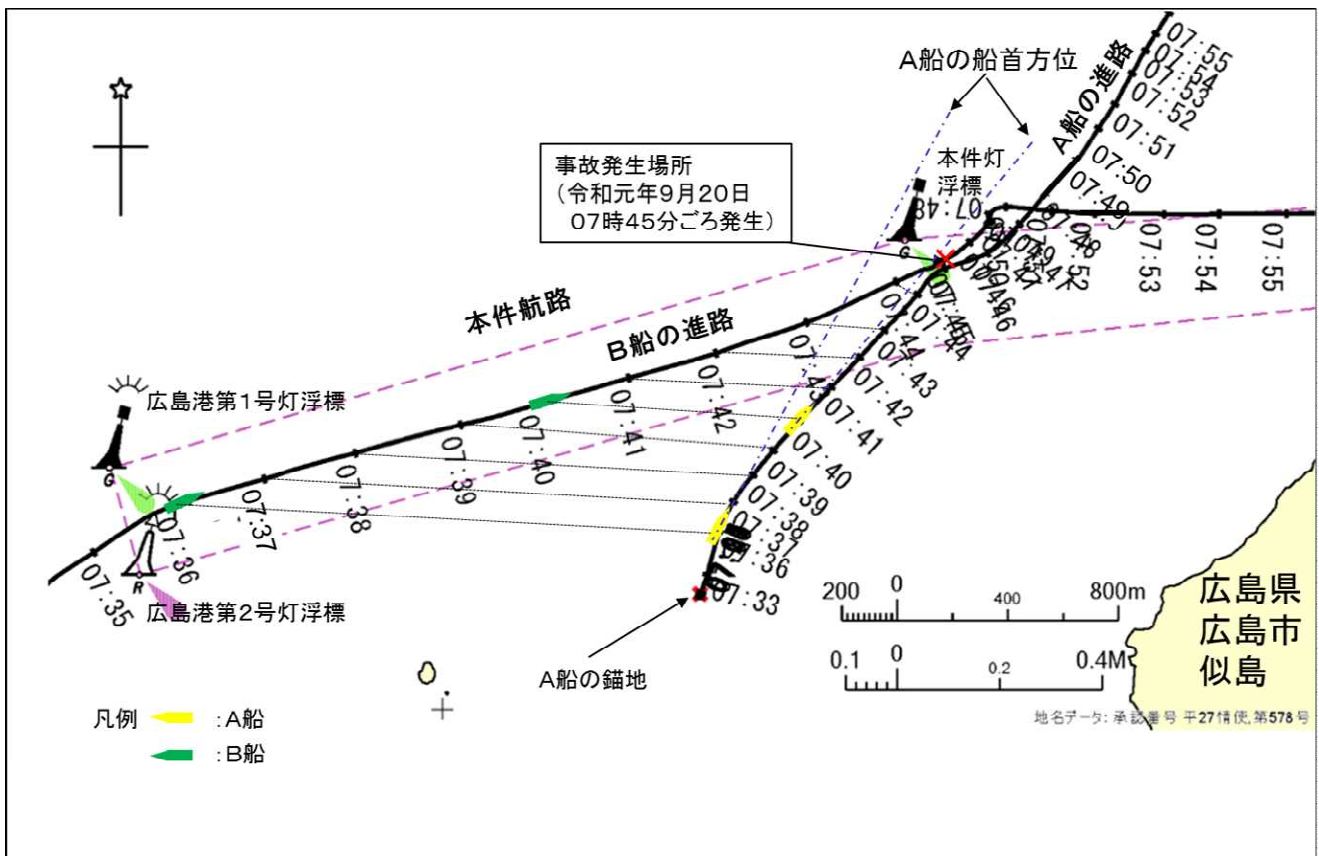 A船の船首方位
A船の進路
07:55
07:54
07:53
07:52
07:51
07:50
07:49
07:48
本件灯
浮標
07:48
事故発生場所
(令和元年9月20日
07時45分ごろ発生)
G
本件航路
B船の進路
07:52
07:53
07:54
07:55
07:44
07:44
07:43
07:43
07:42
07:42
07:41
07:41
07:40
07:40
07:39
07:39
07:38
07:38
07:37
07:37
07:36
07:36
07:35
07:33
広島港第1号灯浮標
G
R
広島港第2号灯浮標
A船の錨地
200 0 400 800m
0.1 0 0.2 0.4M
広島県
広島市
似島
地名データ: 承認番号 平27情使,第578号
凡例 :A船
:B船